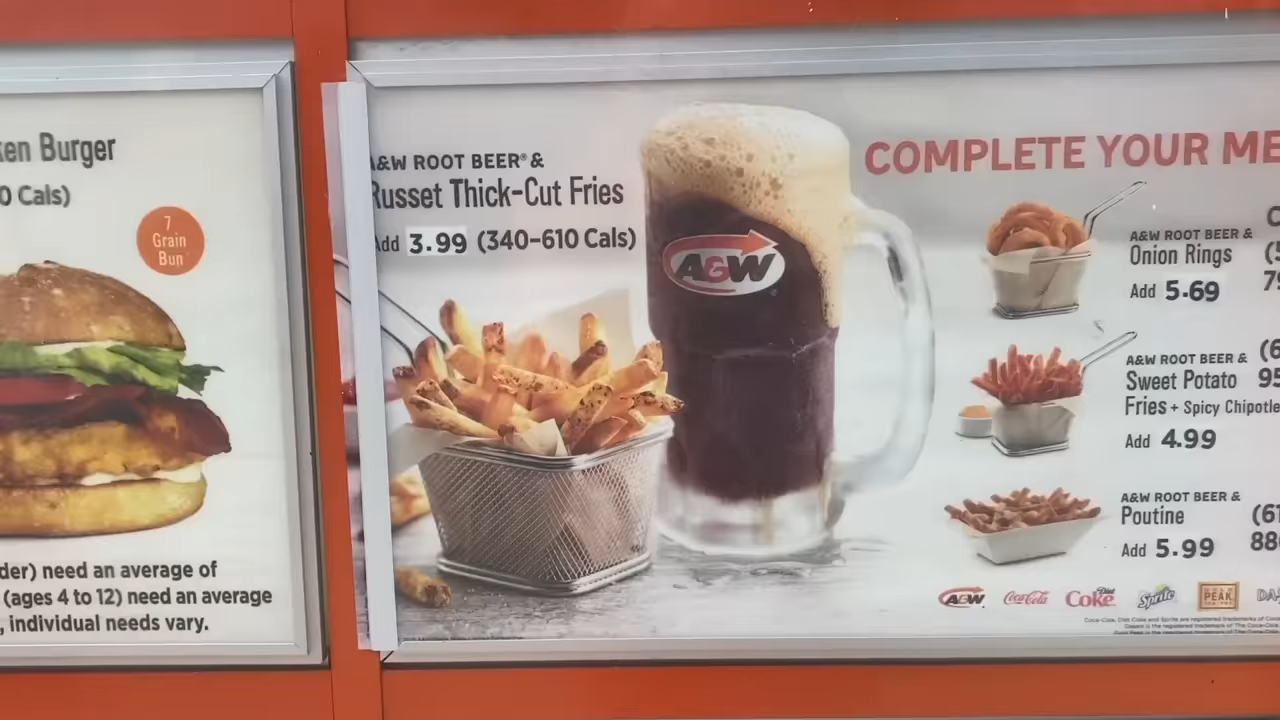 Burger
Cals)
7
Grain
Bun
der) need an average of
(ages 4 to 12) need an average
, individual needs vary.
A&W ROOT BEER® &
Russet Thick-Cut Fries
Add 3.99 (340-610 Cals)
A&W
COMPLETE YOUR
A&W ROOT BEER &
Onion Rings
Add 5.69
A&W ROOT BEER &
Sweet Potato
Fries + Spicy Chipotle
Add 4.99
A&W ROOT BEER &
Poutine
Add 5.99
A&W Coca-Cola Diet Coke Sprite PEAK